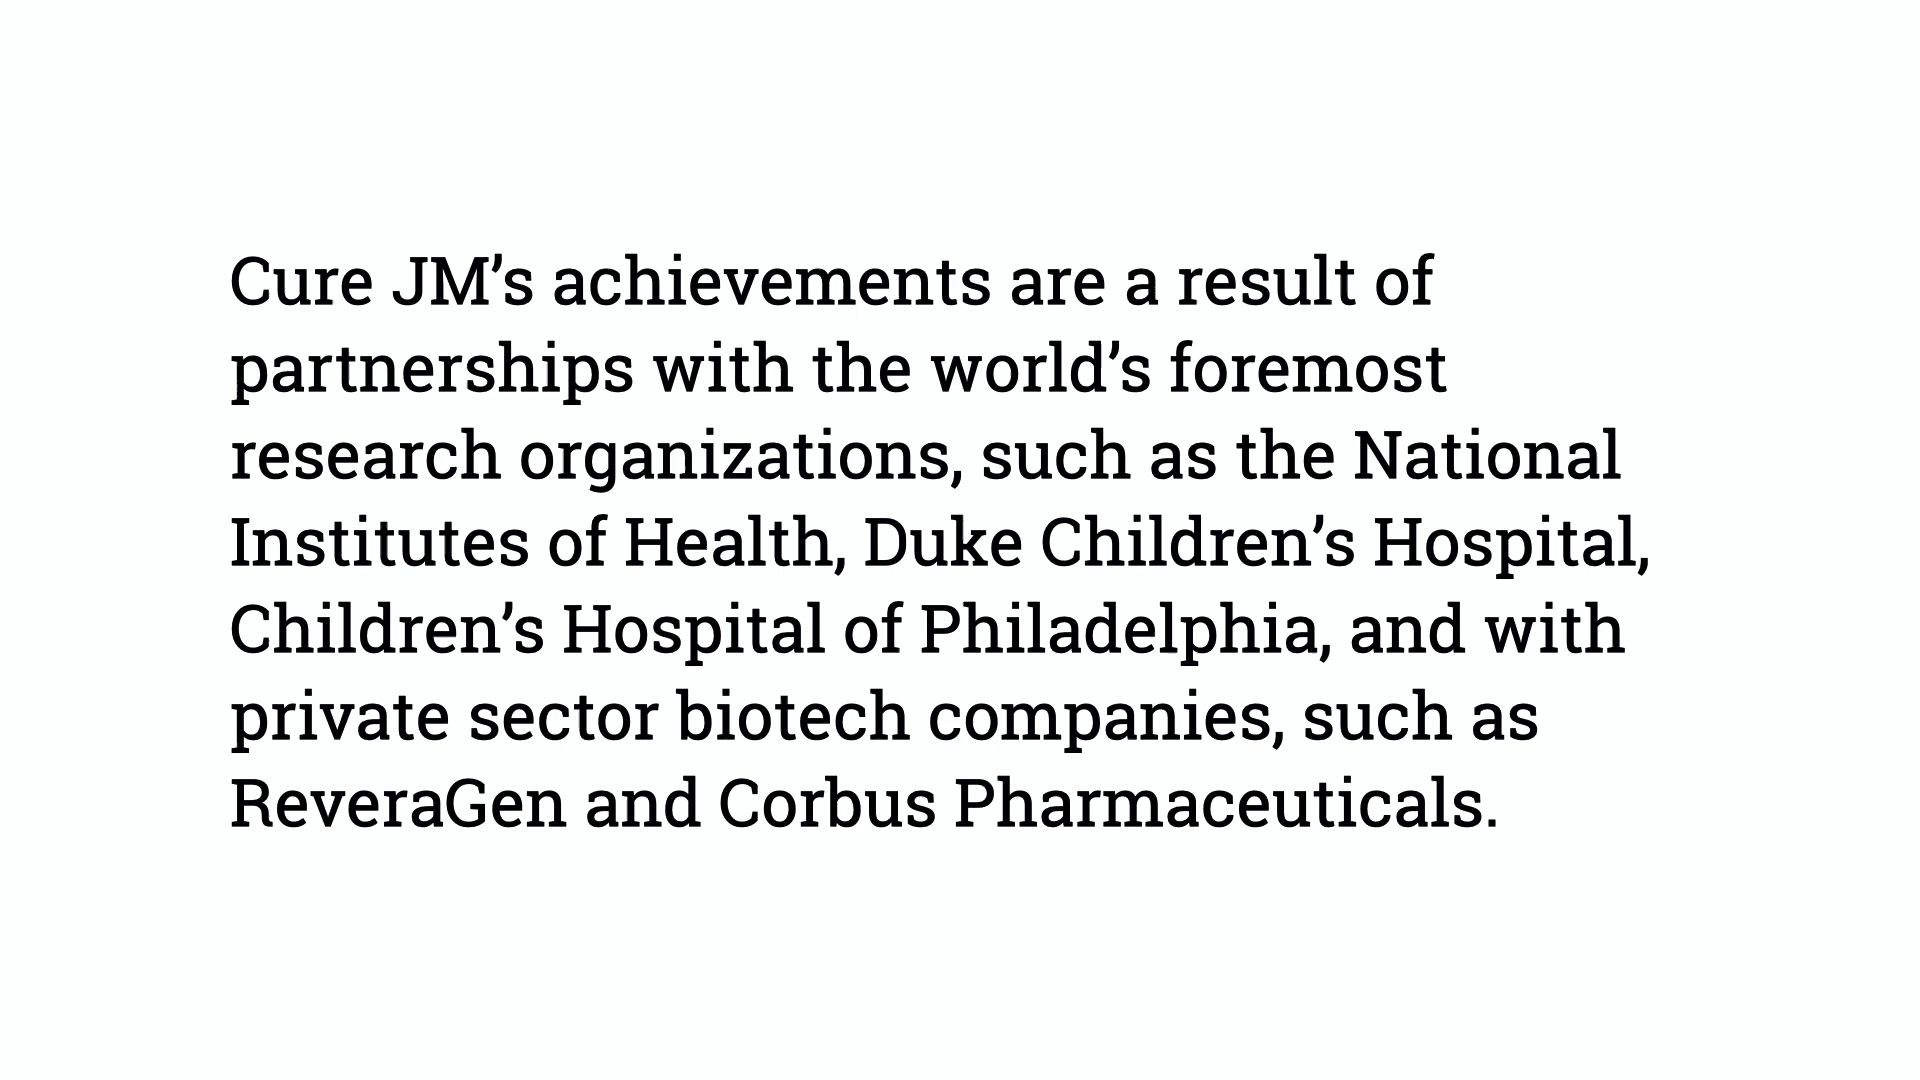 Cure JM’s achievements are a result of
partnerships with the world’s foremost
research organizations, such as the National
Institutes of Health, Duke Children’s Hospital,
Children’s Hospital of Philadelphia, and with
private sector biotech companies, such as
ReveraGen and Corbus Pharmaceuticals.